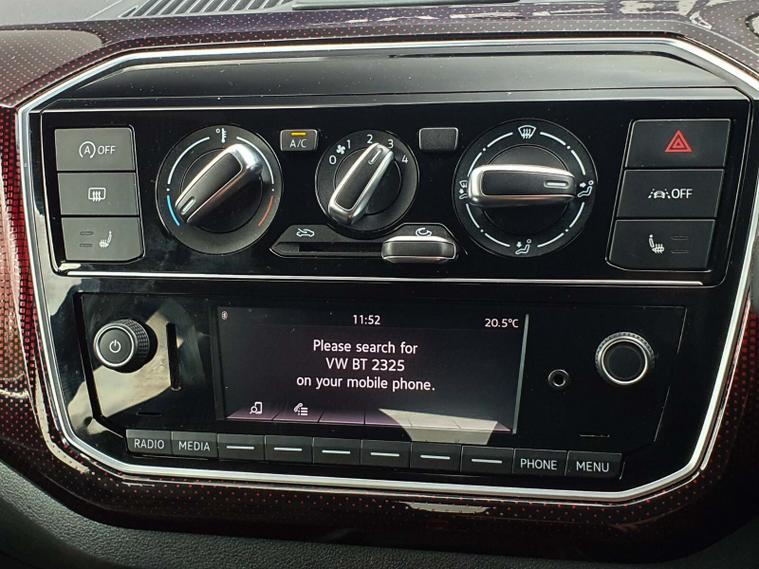 A OFF
A/C
0 1 2 3 4
OFF
11:52
20.5°C
Please search for
VW BT 2325
on your mobile phone.
RADIO
MEDIA
PHONE
MENU